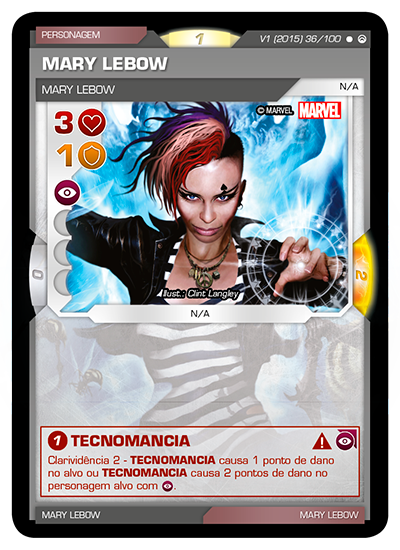 PERSONAGEM
1
V1 (2015) 36/100
MARY LEBOW
MARY LEBOW
N/A
3
© MARVEL MARVEL
1
0
2
Illust.: Clint Langley
N/A
1 TECNOMANCIA
Clarividência 2 - TECNOMANCIA causa 1 ponto de dano
no alvo ou TECNOMANCIA causa 2 pontos de dano no
personagem alvo com .
MARY LEBOW
MARY LEBOW